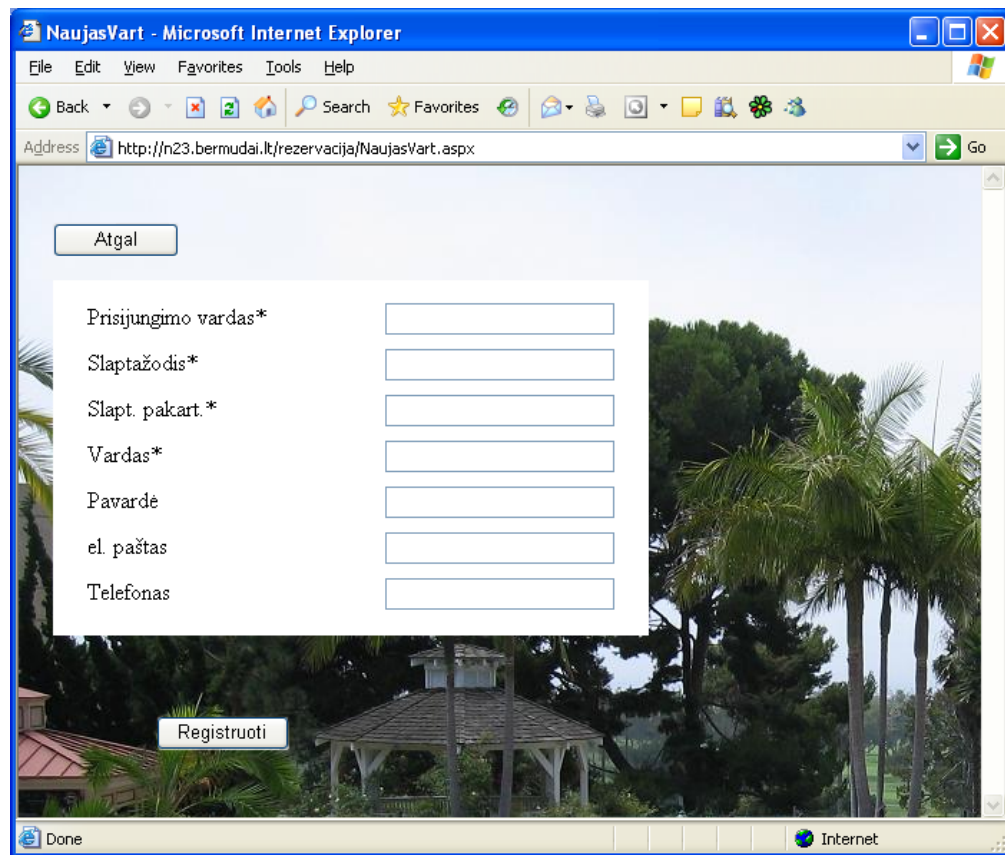 NaujasVart - Microsoft Internet Explorer
File Edit View Favorites Tools Help
Back Search Favorites
Address http://n23.bermudai.lt/rezervacija/NaujasVart.aspx Go
Atgal
Prisijungimo vardas*
Slaptažodis*
Slapt. pakart.*
Vardas*
Pavardė
el. paštas
Telefonas
Registruoti
Done Internet